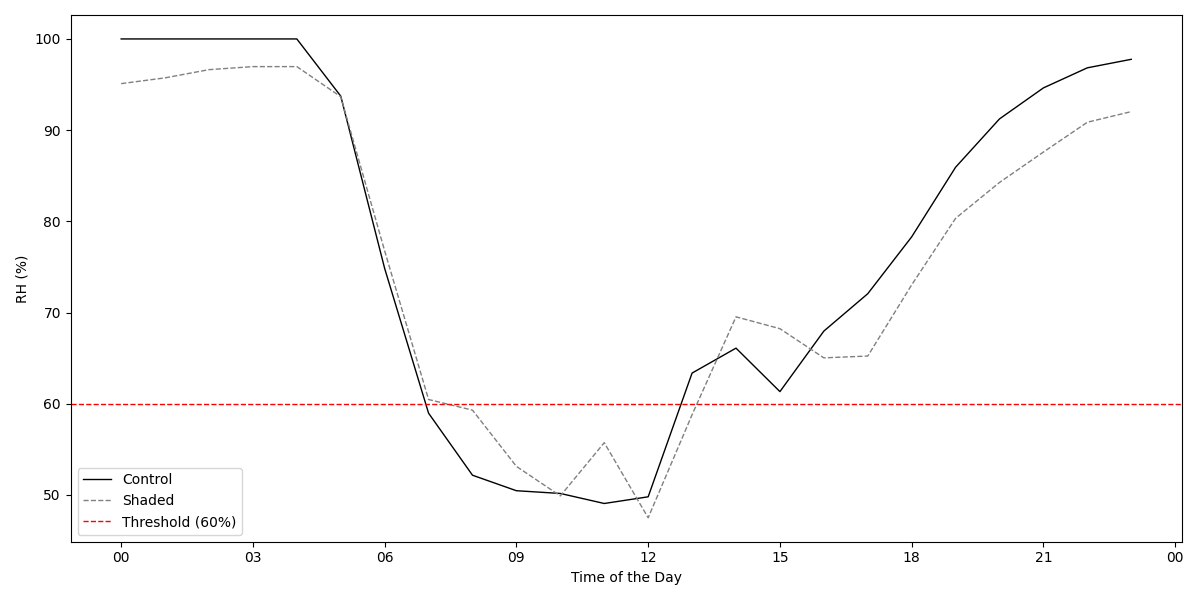 100
90
80
70
60
50
RH (%)
Control
Shaded
Threshold (60%)
00 03 06 09 12 15 18 21 00
Time of the Day